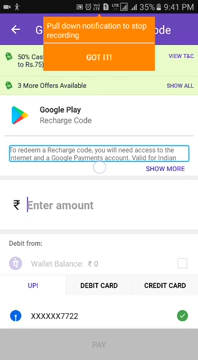 35% 9:41 PM
Pull down notification to stop
recording
GOT IT!
G
ode
50% Cas
to Rs.75)
VIEW T&C
3 More Offers Available
SHOW ALL
Google Play
Recharge Code
To redeem a Recharge code, you will need access to the
internet and a Google Payments account. Valid for Indian
SHOW MORE
₹ Enter amount
Debit from:
Wallet Balance: ₹ 0
UPI DEBIT CARD CREDIT CARD
XXXXXX7722
PAY